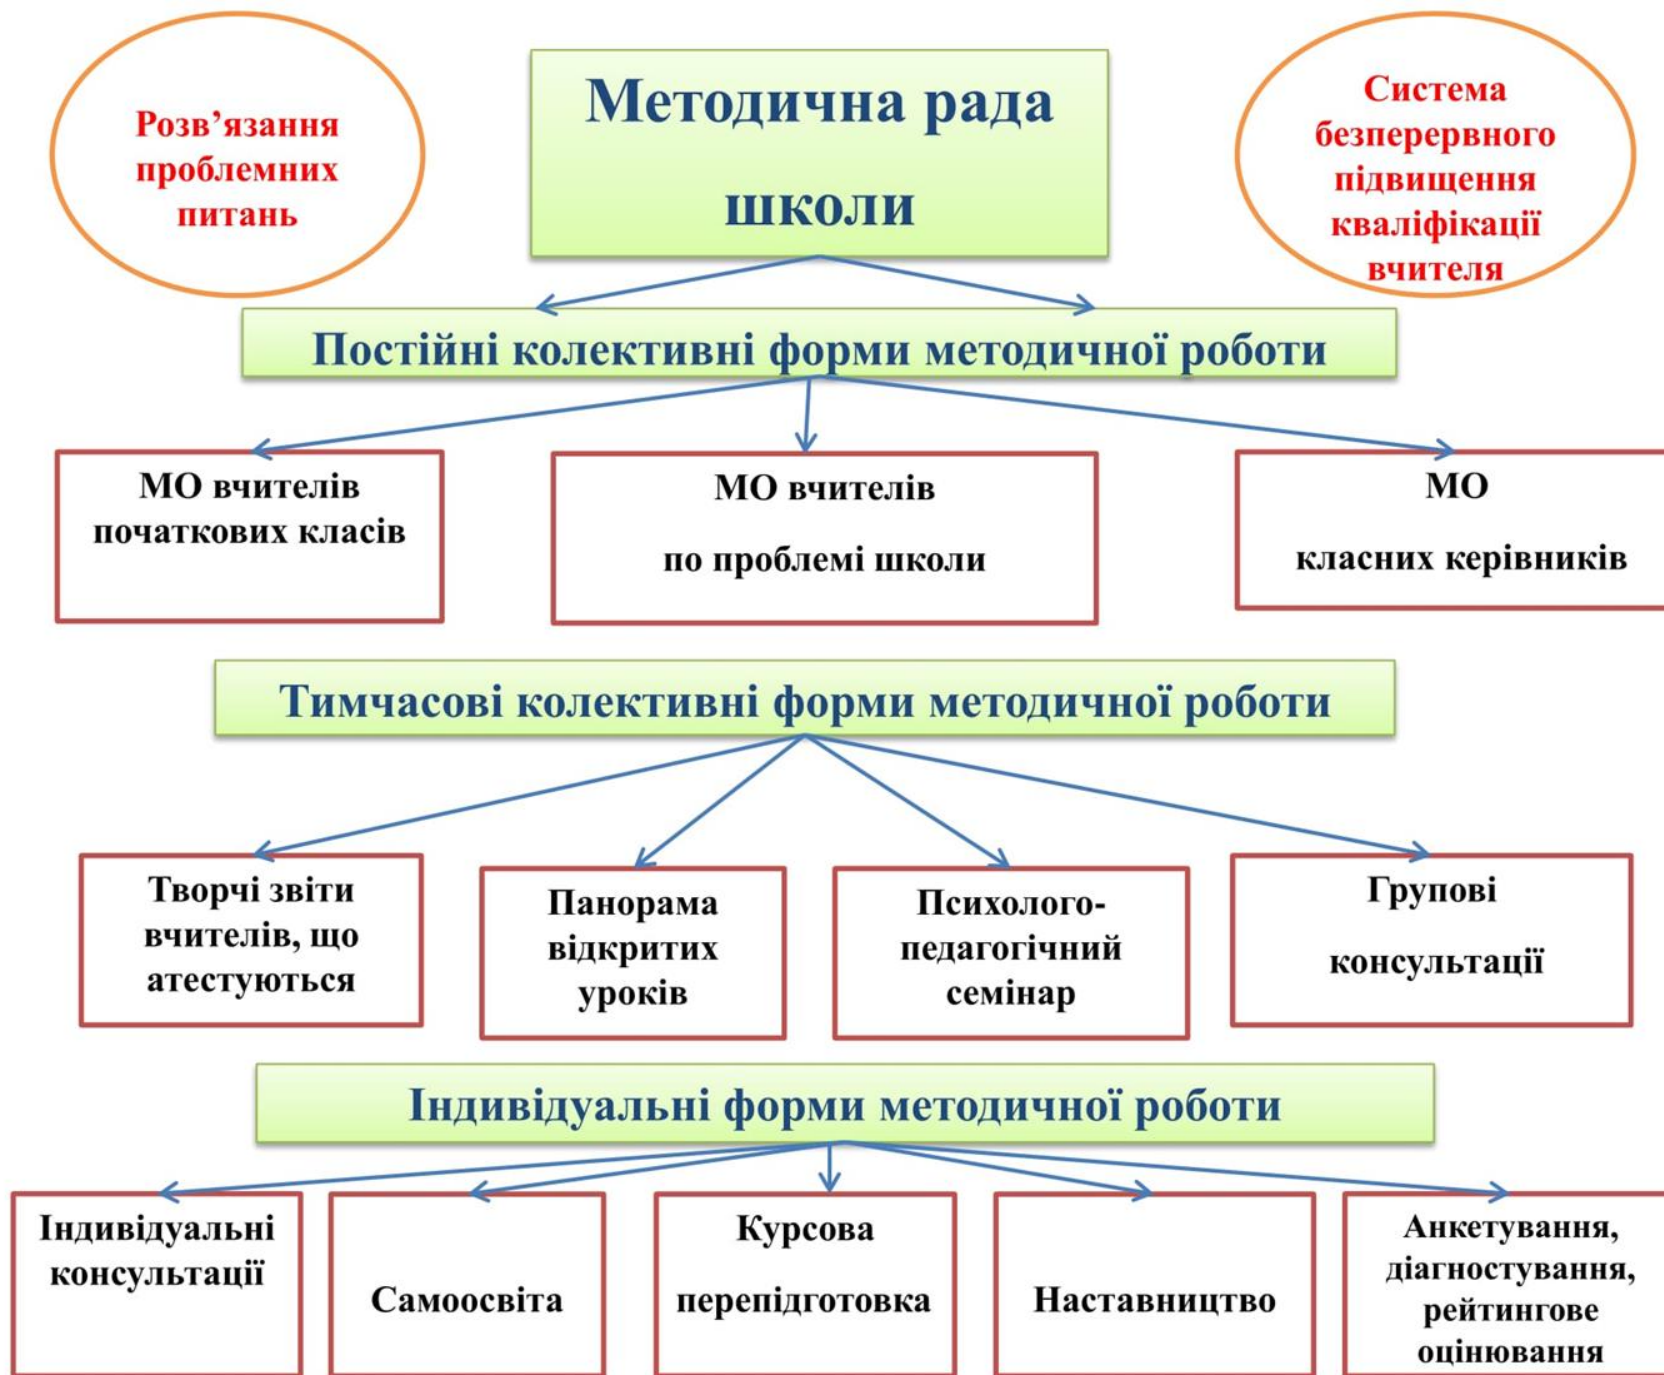 Розв’язання
проблемних
питань
Методична рада
школи
Система
безперервного
підвищення
кваліфікації
вчителя
Постійні колективні форми методичної роботи
МО вчителів
початкових класів
МО вчителів
по проблемі школи
МО
класних керівників
Тимчасові колективні форми методичної роботи
Творчі звіти
вчителів, що
атестуються
Панорама
відкритих
уроків
Психолого-
педагогічний
семінар
Групові
консультації
Індивідуальні форми методичної роботи
Індивідуальні
консультації
Самоосвіта
Курсова
перепідготовка
Наставництво
Анкетування,
діагностування,
рейтингове
оцінювання